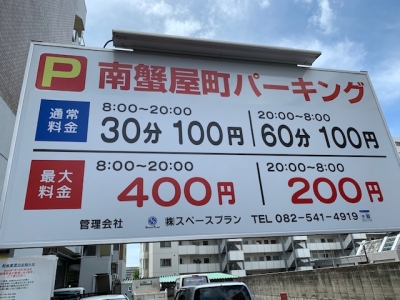 P 南蟹屋町パーキング
通常料金 8:00〜20:00 30分 100円 20:00〜8:00 60分 100円
最大料金 8:00〜20:00 400円 20:00〜8:00 200円
管理会社 (株)スペースプラン TEL 082-541-4919